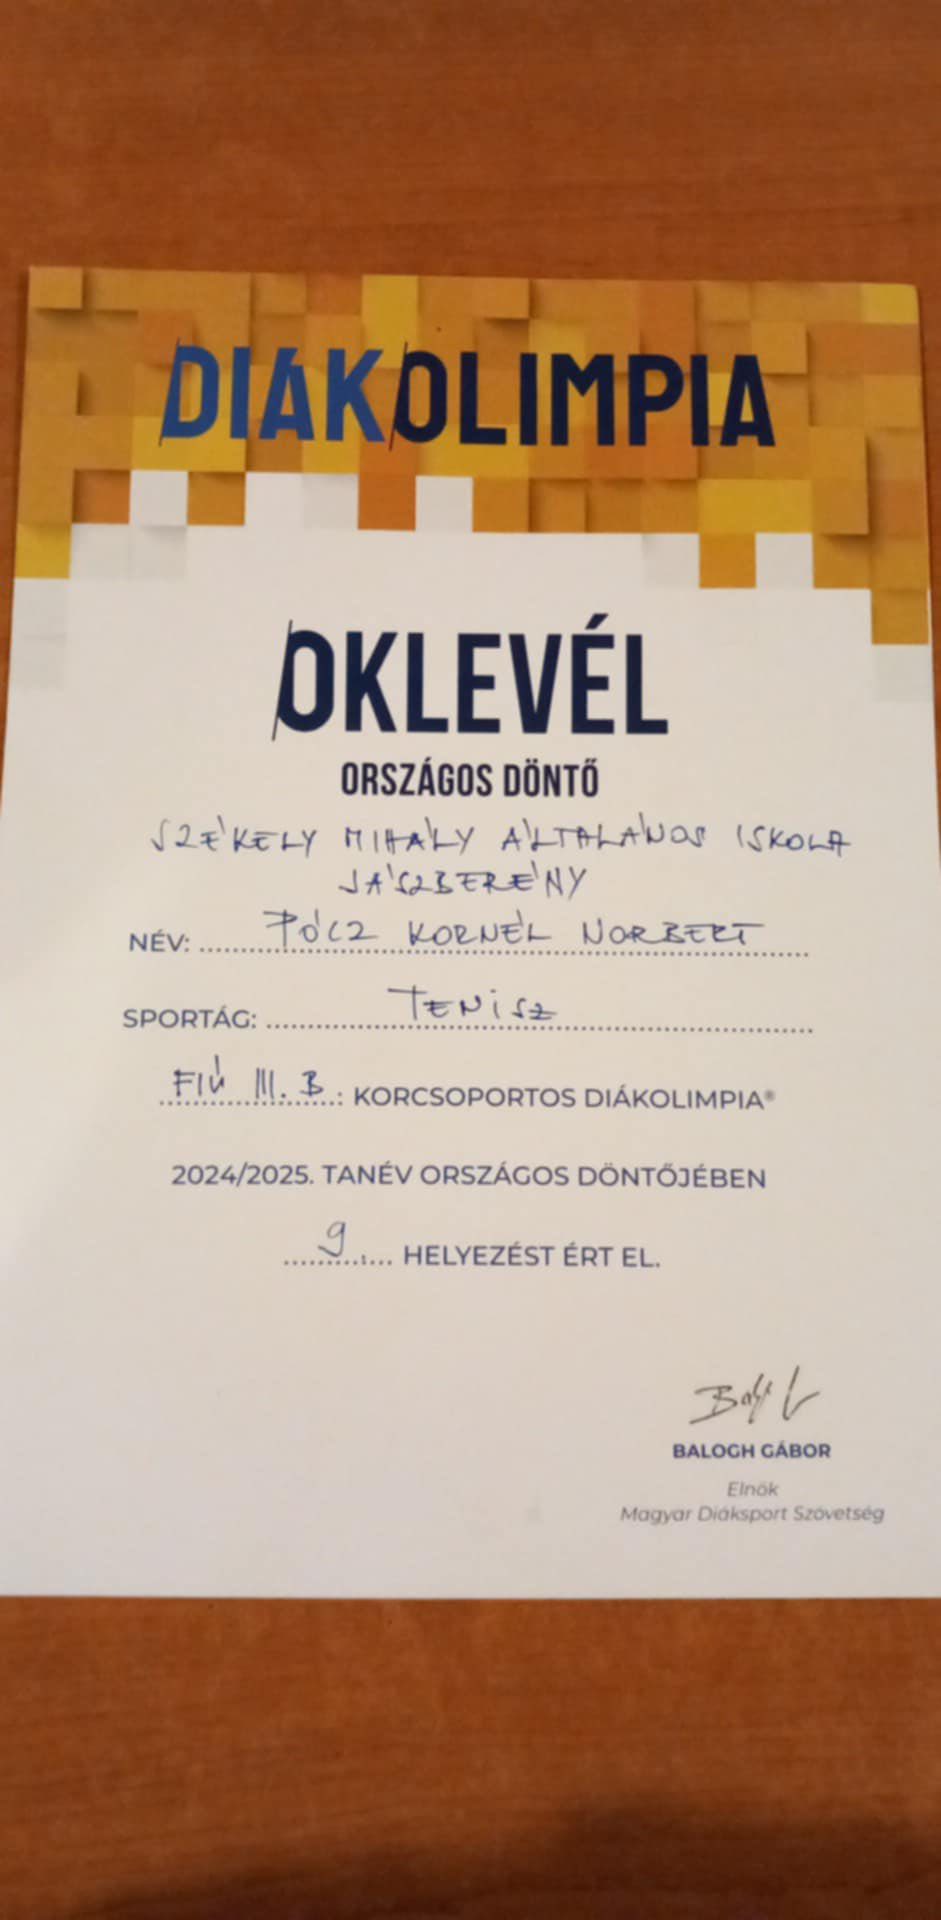 DIÁKOLIMPIA
OKLEVÉL
ORSZÁGOS DÖNTŐ
SZÉKELY MIHÁLY ÁLTALÁNOS ISKOLA
JÁSZBERÉNY
NÉV: PÓCZ KORNÉL NORBERT
SPORTÁG: TENISZ
FIÚ III. B. KORCSOPORTOS DIÁKOLIMPIA®
2024/2025. TANÉV ORSZÁGOS DÖNTŐJÉBEN
9. HELYEZÉST ÉRT EL.
BALOGH GÁBOR
Elnök
Magyar Diáksport Szövetség